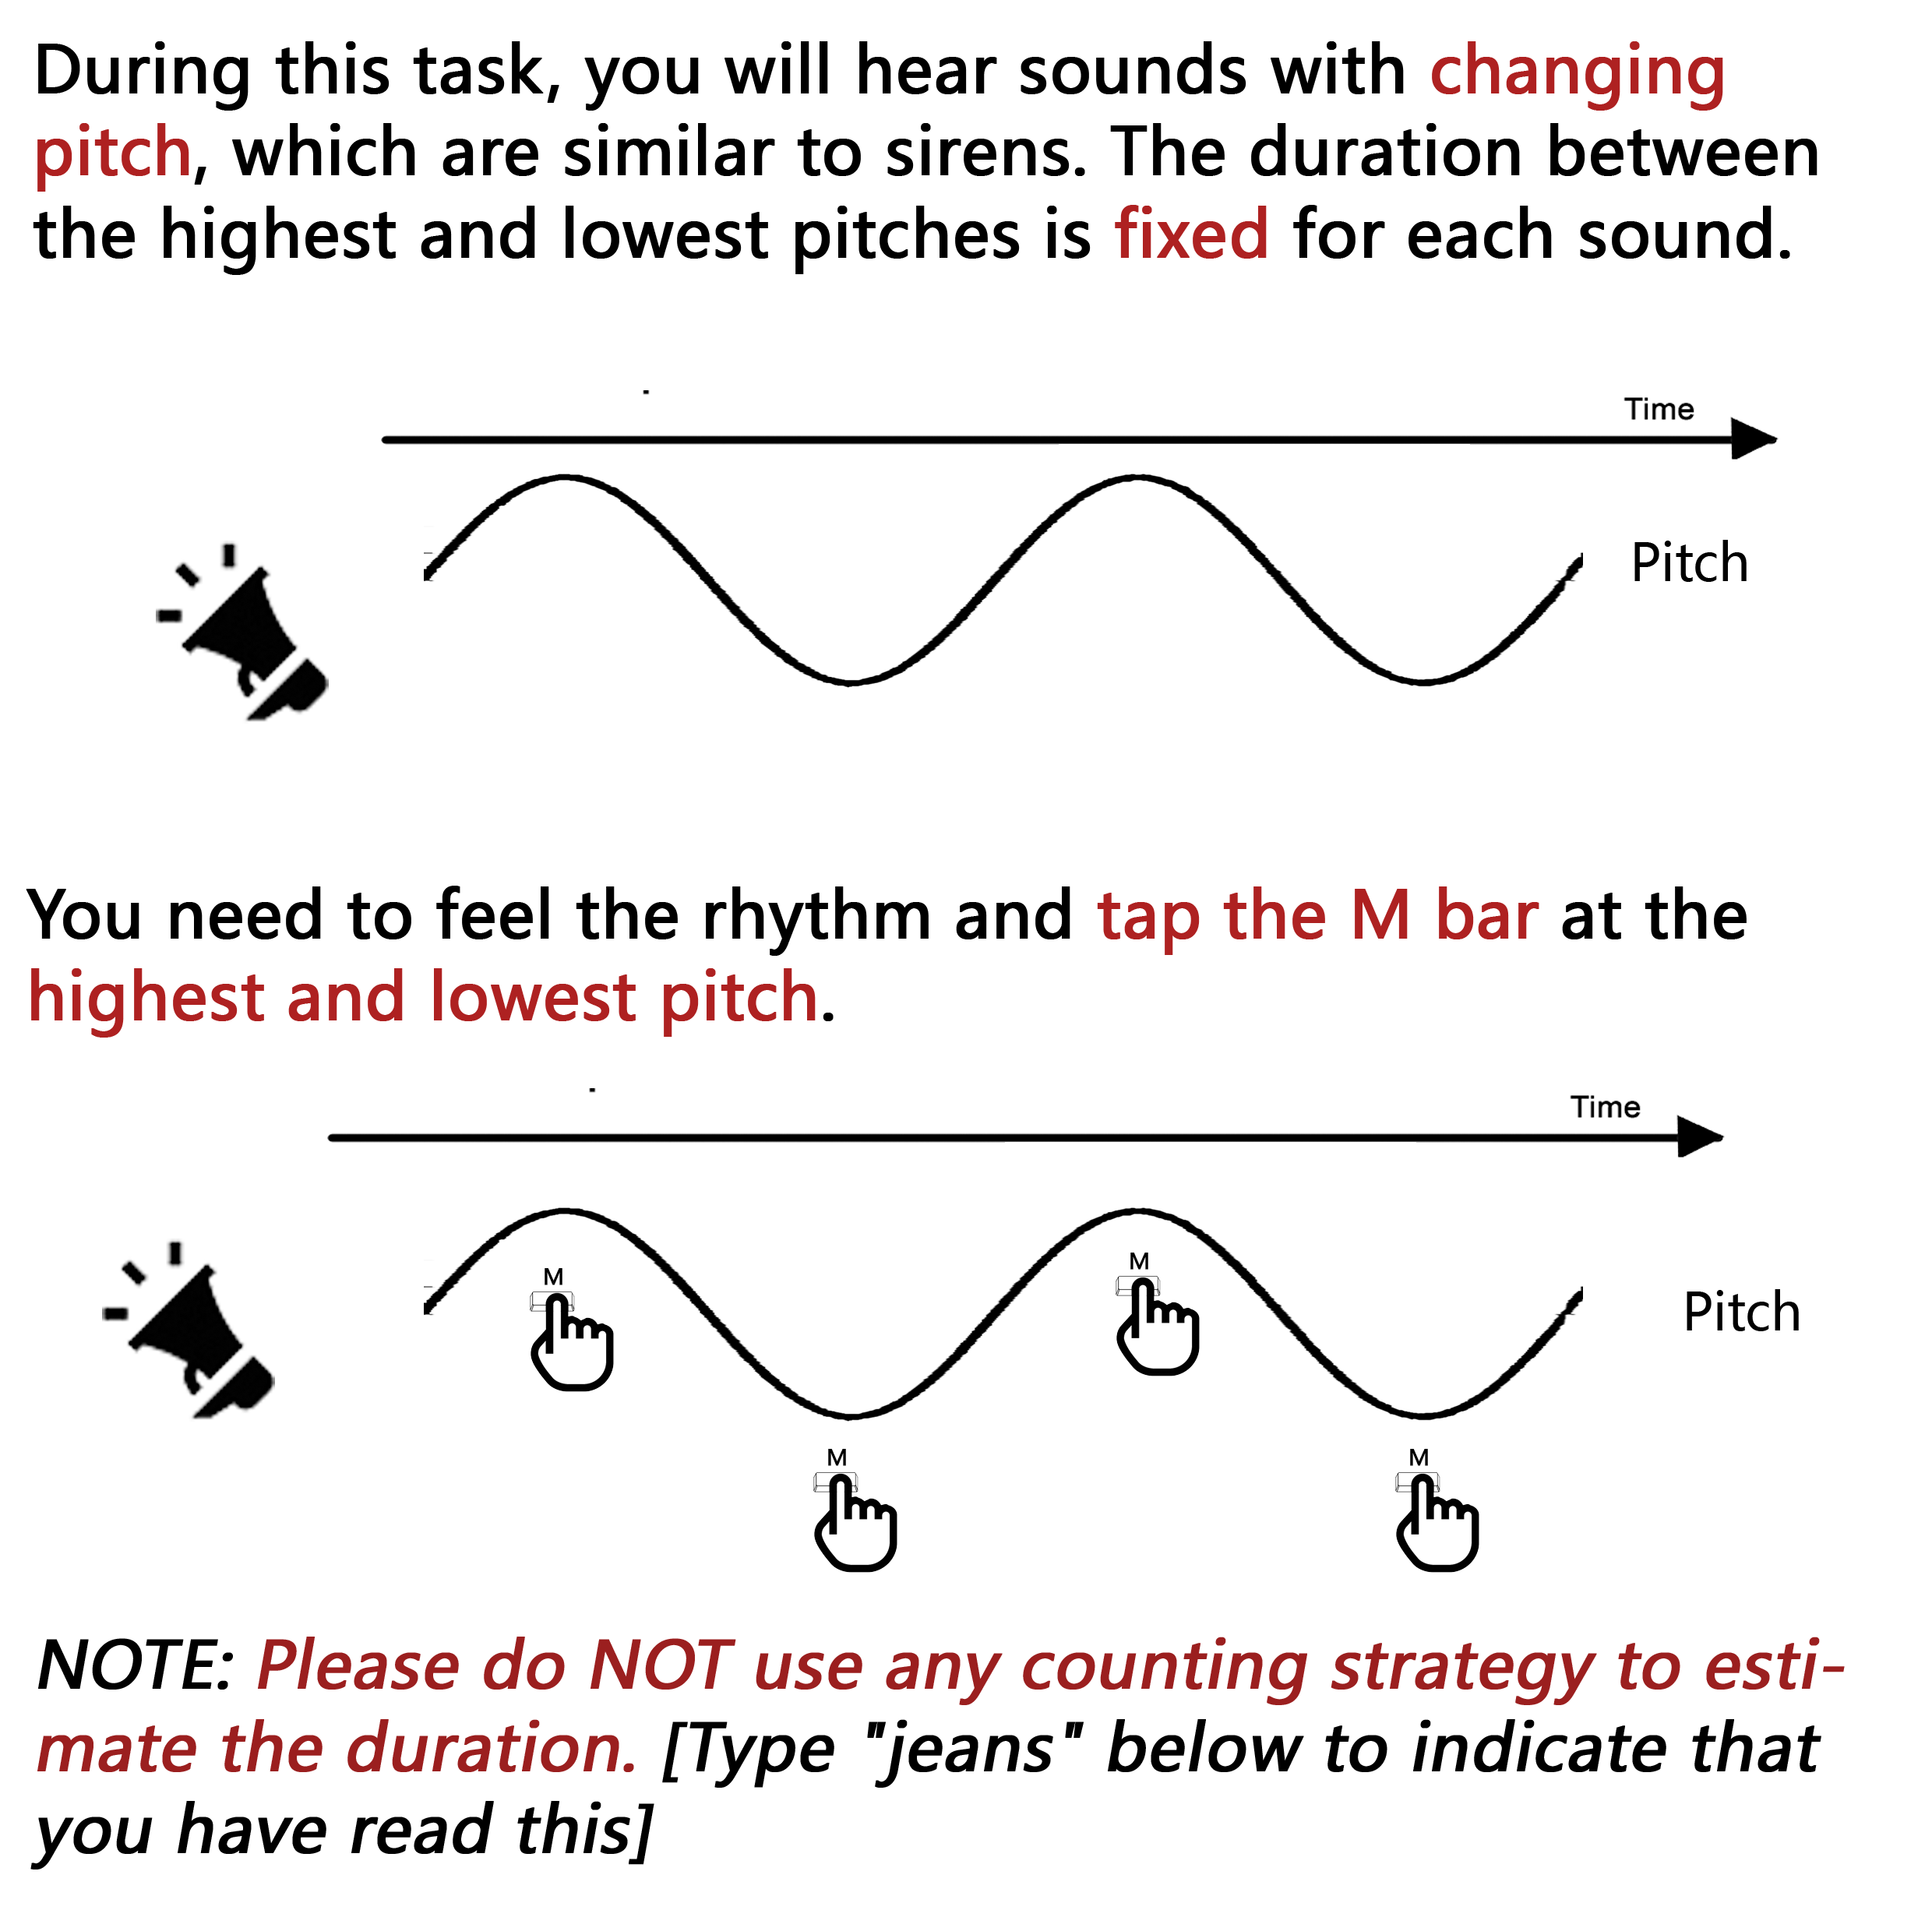 During this task, you will hear sounds with changing
pitch, which are similar to sirens. The duration between
the highest and lowest pitches is fixed for each sound.
Time
Pitch
You need to feel the rhythm and tap the M bar at the
highest and lowest pitch.
Time
M
M
Pitch
M
M
NOTE: Please do NOT use any counting strategy to esti-
mate the duration. [Type "jeans" below to indicate that
you have read this]